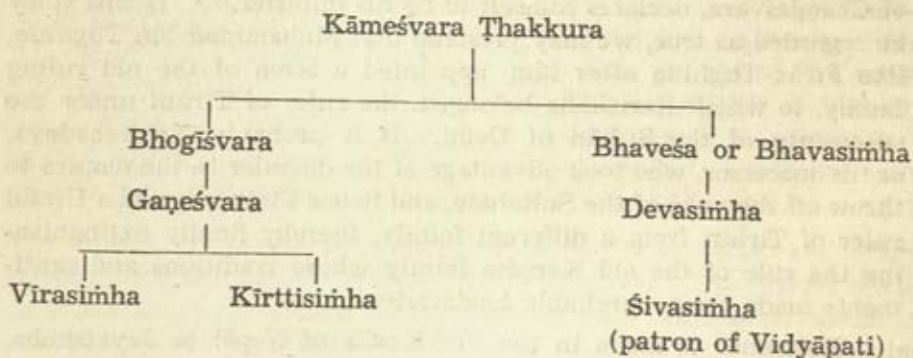 Kāmeśvara Ṭhakkura
Bhogīśvara
Bhaveśa or Bhavasiṁha
Gaṇeśvara
Devasiṁha
Vīrasiṁha
Kīrttisiṁha
Śivasiṁha
(patron of Vidyāpati)